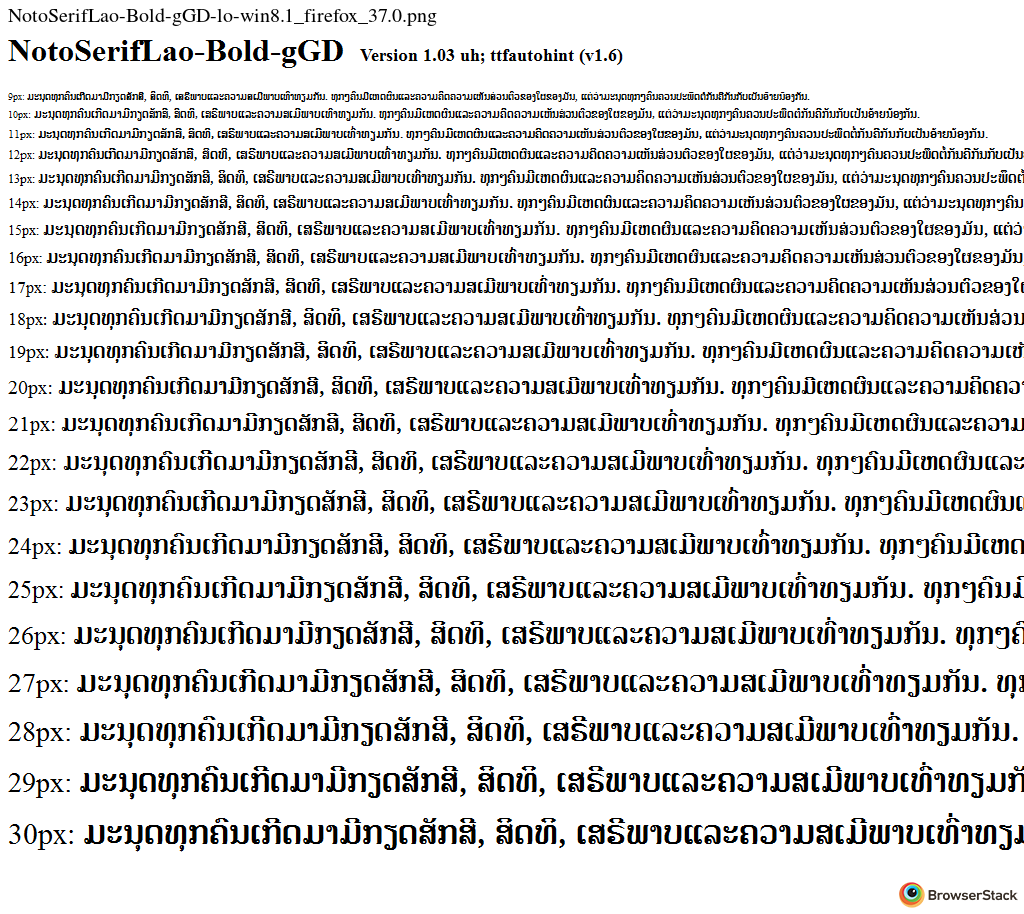 NotoSerifLao-Bold-gGD-lo-win8.1_firefox_37.0.png
NotoSerifLao-Bold-gGD Version 1.03 uh; ttfautohint (v1.6)
9px: ມະນຸດທຸກຄົນເກີດມາມີກຽດສັກສີ, ສິດທິ, ເສຣີພາບແລະຄວາມສເມີພາບເທົ່າທຽມກັນ. ທຸກໆຄົນມີເຫດຜົນແລະຄວາມຄິດຄວາມເຫັນສ່ວນຕົວຂອງໃຜຂອງມັນ, ແຕ່ວ່າມະນຸດທຸກໆຄົນຄວນປະພຶດຕໍ່ກັນຄືກັນກັບເປັນອ້າຍນ້ອງກັນ.
10px: ມະນຸດທຸກຄົນເກີດມາມີກຽດສັກສີ, ສິດທິ, ເສຣີພາບແລະຄວາມສເມີພາບເທົ່າທຽມກັນ. ທຸກໆຄົນມີເຫດຜົນແລະຄວາມຄິດຄວາມເຫັນສ່ວນຕົວຂອງໃຜຂອງມັນ, ແຕ່ວ່າມະນຸດທຸກໆຄົນຄວນປະພຶດຕໍ່ກັນຄືກັນກັບເປັນອ້າຍນ້ອງກັນ.
11px: ມະນຸດທຸກຄົນເກີດມາມີກຽດສັກສີ, ສິດທິ, ເສຣີພາບແລະຄວາມສເມີພາບເທົ່າທຽມກັນ. ທຸກໆຄົນມີເຫດຜົນແລະຄວາມຄິດຄວາມເຫັນສ່ວນຕົວຂອງໃຜຂອງມັນ, ແຕ່ວ່າມະນຸດທຸກໆຄົນຄວນປະພຶດຕໍ່ກັນຄືກັນກັບເປັນອ້າຍນ້ອງກັນ.
12px: ມະນຸດທຸກຄົນເກີດມາມີກຽດສັກສີ, ສິດທິ, ເສຣີພາບແລະຄວາມສເມີພາບເທົ່າທຽມກັນ. ທຸກໆຄົນມີເຫດຜົນແລະຄວາມຄິດຄວາມເຫັນສ່ວນຕົວຂອງໃຜຂອງມັນ, ແຕ່ວ່າມະນຸດທຸກໆຄົນຄວນປະພຶດຕໍ່ກັນຄືກັນກັບເປັນ
13px: ມະນຸດທຸກຄົນເກີດມາມີກຽດສັກສີ, ສິດທິ, ເສຣີພາບແລະຄວາມສເມີພາບເທົ່າທຽມກັນ. ທຸກໆຄົນມີເຫດຜົນແລະຄວາມຄິດຄວາມເຫັນສ່ວນຕົວຂອງໃຜຂອງມັນ, ແຕ່ວ່າມະນຸດທຸກໆຄົນຄວນປະພຶດຕໍ່
14px: ມະນຸດທຸກຄົນເກີດມາມີກຽດສັກສີ, ສິດທິ, ເສຣີພາບແລະຄວາມສເມີພາບເທົ່າທຽມກັນ. ທຸກໆຄົນມີເຫດຜົນແລະຄວາມຄິດຄວາມເຫັນສ່ວນຕົວຂອງໃຜຂອງມັນ, ແຕ່ວ່າມະນຸດທຸກໆຄົນ
15px: ມະນຸດທຸກຄົນເກີດມາມີກຽດສັກສີ, ສິດທິ, ເສຣີພາບແລະຄວາມສເມີພາບເທົ່າທຽມກັນ. ທຸກໆຄົນມີເຫດຜົນແລະຄວາມຄິດຄວາມເຫັນສ່ວນຕົວຂອງໃຜຂອງມັນ, ແຕ່ວ່າ
16px: ມະນຸດທຸກຄົນເກີດມາມີກຽດສັກສີ, ສິດທິ, ເສຣີພາບແລະຄວາມສເມີພາບເທົ່າທຽມກັນ. ທຸກໆຄົນມີເຫດຜົນແລະຄວາມຄິດຄວາມເຫັນສ່ວນຕົວຂອງໃຜຂອງມັນ
17px: ມະນຸດທຸກຄົນເກີດມາມີກຽດສັກສີ, ສິດທິ, ເສຣີພາບແລະຄວາມສເມີພາບເທົ່າທຽມກັນ. ທຸກໆຄົນມີເຫດຜົນແລະຄວາມຄິດຄວາມເຫັນສ່ວນຕົວຂອງໃຜ
18px: ມະນຸດທຸກຄົນເກີດມາມີກຽດສັກສີ, ສິດທິ, ເສຣີພາບແລະຄວາມສເມີພາບເທົ່າທຽມກັນ. ທຸກໆຄົນມີເຫດຜົນແລະຄວາມຄິດຄວາມເຫັນສ່ວນ
19px: ມະນຸດທຸກຄົນເກີດມາມີກຽດສັກສີ, ສິດທິ, ເສຣີພາບແລະຄວາມສເມີພາບເທົ່າທຽມກັນ. ທຸກໆຄົນມີເຫດຜົນແລະຄວາມຄິດຄວາມເຫັ
20px: ມະນຸດທຸກຄົນເກີດມາມີກຽດສັກສີ, ສິດທິ, ເສຣີພາບແລະຄວາມສເມີພາບເທົ່າທຽມກັນ. ທຸກໆຄົນມີເຫດຜົນແລະຄວາມຄິດຄວາ
21px: ມະນຸດທຸກຄົນເກີດມາມີກຽດສັກສີ, ສິດທິ, ເສຣີພາບແລະຄວາມສເມີພາບເທົ່າທຽມກັນ. ທຸກໆຄົນມີເຫດຜົນແລະຄວາມ
22px: ມະນຸດທຸກຄົນເກີດມາມີກຽດສັກສີ, ສິດທິ, ເສຣີພາບແລະຄວາມສເມີພາບເທົ່າທຽມກັນ. ທຸກໆຄົນມີເຫດຜົນແລະ
23px: ມະນຸດທຸກຄົນເກີດມາມີກຽດສັກສີ, ສິດທິ, ເສຣີພາບແລະຄວາມສເມີພາບເທົ່າທຽມກັນ. ທຸກໆຄົນມີເຫດຜົນແ
24px: ມະນຸດທຸກຄົນເກີດມາມີກຽດສັກສີ, ສິດທິ, ເສຣີພາບແລະຄວາມສເມີພາບເທົ່າທຽມກັນ. ທຸກໆຄົນມີເຫດ
25px: ມະນຸດທຸກຄົນເກີດມາມີກຽດສັກສີ, ສິດທິ, ເສຣີພາບແລະຄວາມສເມີພາບເທົ່າທຽມກັນ. ທຸກໆຄົນມີ
26px: ມະນຸດທຸກຄົນເກີດມາມີກຽດສັກສີ, ສິດທິ, ເສຣີພາບແລະຄວາມສເມີພາບເທົ່າທຽມກັນ. ທຸກໆຄົ
27px: ມະນຸດທຸກຄົນເກີດມາມີກຽດສັກສີ, ສິດທິ, ເສຣີພາບແລະຄວາມສເມີພາບເທົ່າທຽມກັນ. ທຸກ
28px: ມະນຸດທຸກຄົນເກີດມາມີກຽດສັກສີ, ສິດທິ, ເສຣີພາບແລະຄວາມສເມີພາບເທົ່າທຽມກັນ.
29px: ມະນຸດທຸກຄົນເກີດມາມີກຽດສັກສີ, ສິດທິ, ເສຣີພາບແລະຄວາມສເມີພາບເທົ່າທຽມກັ
30px: ມະນຸດທຸກຄົນເກີດມາມີກຽດສັກສີ, ສິດທິ, ເສຣີພາບແລະຄວາມສເມີພາບເທົ່າທຽມ
BrowserStack